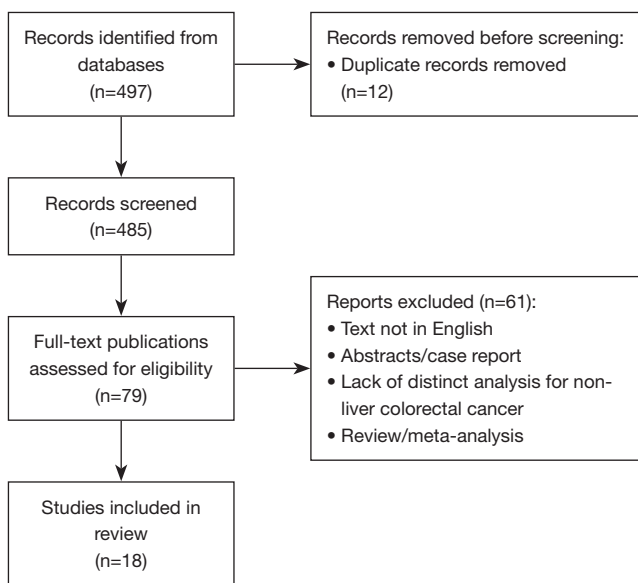 Records identified from
databases
(n=497)
Records removed before screening:
• Duplicate records removed
(n=12)
Records screened
(n=485)
Full-text publications
assessed for eligibility
(n=79)
Reports excluded (n=61):
• Text not in English
• Abstracts/case report
• Lack of distinct analysis for non-
liver colorectal cancer
• Review/meta-analysis
Studies included in
review
(n=18)